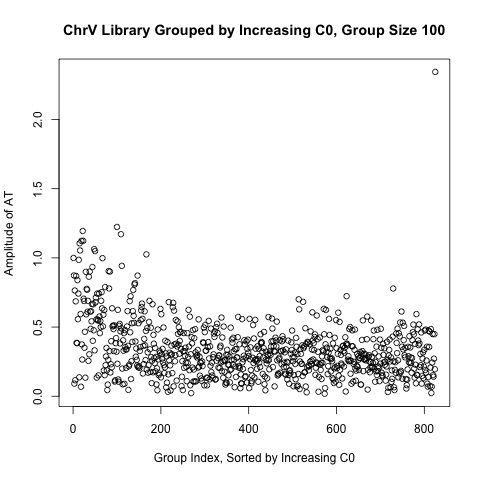 ChrV Library Grouped by Increasing C0, Group Size 100
Amplitude of AT
2.0
1.5
1.0
0.5
0.0
0 200 400 600 800
Group Index, Sorted by Increasing C0